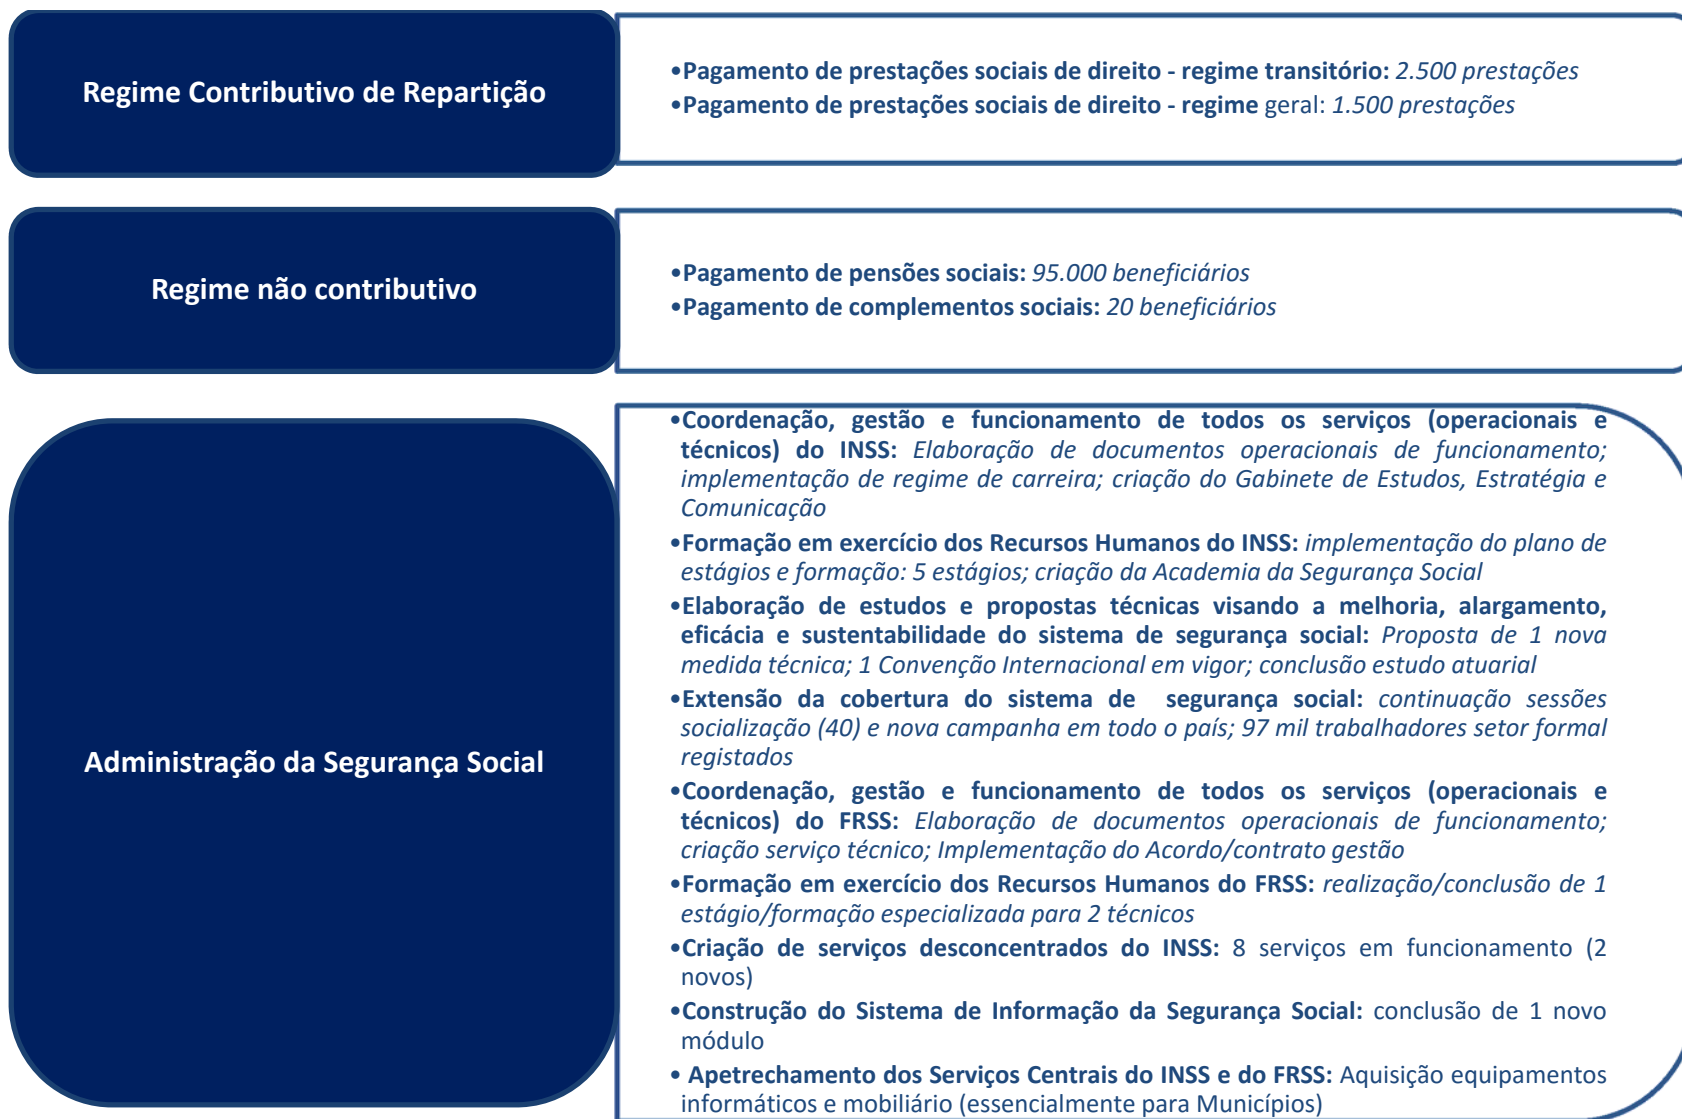 Regime Contributivo de Repartição
•Pagamento de prestações sociais de direito - regime transitório: 2.500 prestações
•Pagamento de prestações sociais de direito - regime geral: 1.500 prestações
Regime não contributivo
•Pagamento de pensões sociais: 95.000 beneficiários
•Pagamento de complementos sociais: 20 beneficiários
Administração da Segurança Social
•Coordenação, gestão e funcionamento de todos os serviços (operacionais e
técnicos) do INSS: Elaboração de documentos operacionais de funcionamento;
implementação de regime de carreira; criação do Gabinete de Estudos, Estratégia e
Comunicação
•Formação em exercício dos Recursos Humanos do INSS: implementação do plano de
estágios e formação: 5 estágios; criação da Academia da Segurança Social
•Elaboração de estudos e propostas técnicas visando a melhoria, alargamento,
eficácia e sustentabilidade do sistema de segurança social: Proposta de 1 nova
medida técnica; 1 Convenção Internacional em vigor; conclusão estudo atuarial
•Extensão da cobertura do sistema de segurança social: continuação sessões
socialização (40) e nova campanha em todo o país; 97 mil trabalhadores setor formal
registados
•Coordenação, gestão e funcionamento de todos os serviços (operacionais e
técnicos) do FRSS: Elaboração de documentos operacionais de funcionamento;
criação serviço técnico; Implementação do Acordo/contrato gestão
•Formação em exercício dos Recursos Humanos do FRSS: realização/conclusão de 1
estágio/formação especializada para 2 técnicos
•Criação de serviços desconcentrados do INSS: 8 serviços em funcionamento (2
novos)
•Construção do Sistema de Informação da Segurança Social: conclusão de 1 novo
módulo
• Apetrechamento dos Serviços Centrais do INSS e do FRSS: Aquisição equipamentos
informáticos e mobiliário (essencialmente para Municípios)